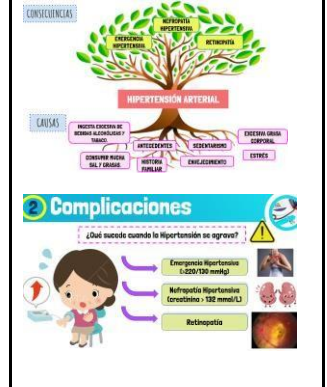 CONSECUENCIAS
NEFROPATÍA
HIPERTENSIVA
EMERGENCIA
HIPERTENSIVA
RETINOPATÍA
HIPERTENSIÓN ARTERIAL
CAUSAS
INGESTA EXCESIVA DE
BEBIDAS ALCOHÓLICAS Y
TABACO.
ANTECEDENTES
SEDENTARISMO
EXCESIVA GRASA
CORPORAL
CONSUMIR MUCHA
SAL Y GRASAS.
HISTORIA
FAMILIAR
ENVEJECIMIENTO
ESTRÉS
2 Complicaciones
¿Qué sucede cuando la Hipertensión se agrava?
Emergencia Hipertensiva
(>220/130 mmHg)
Nefropatía Hipertensiva
(creatinina > 132 mmol/L)
Retinopatía